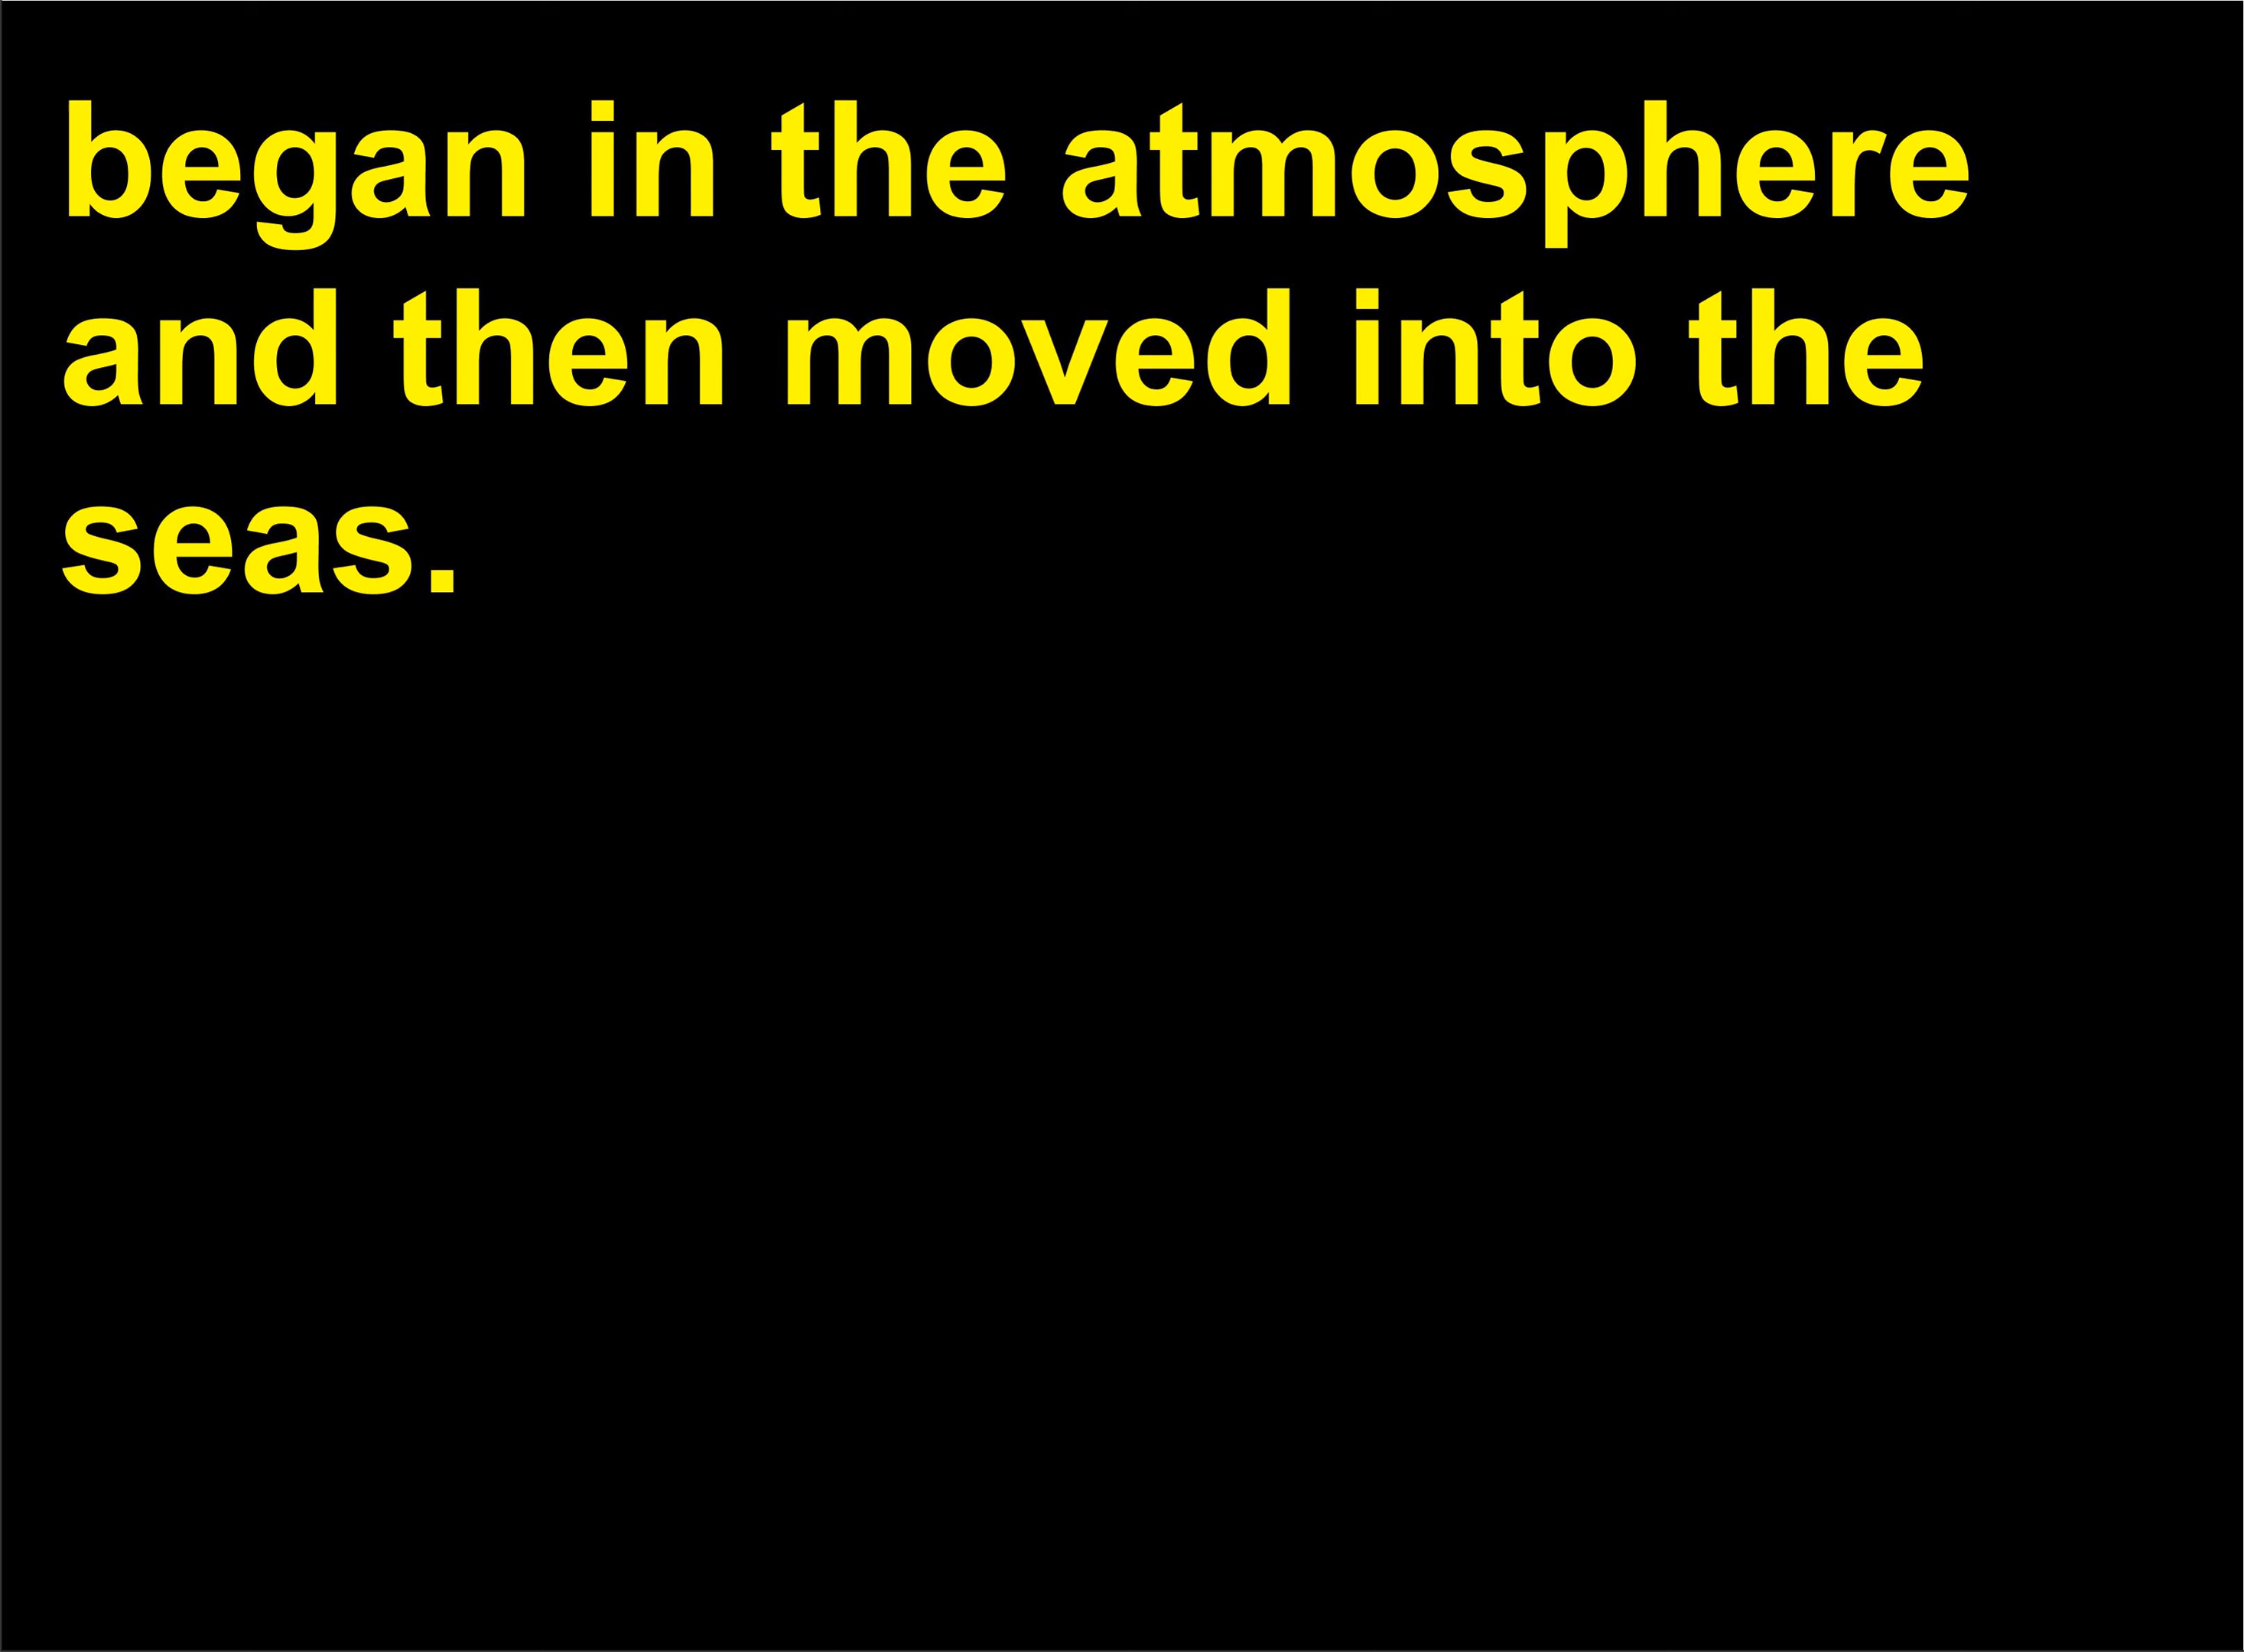 began in the atmosphere
and then moved into the
seas.